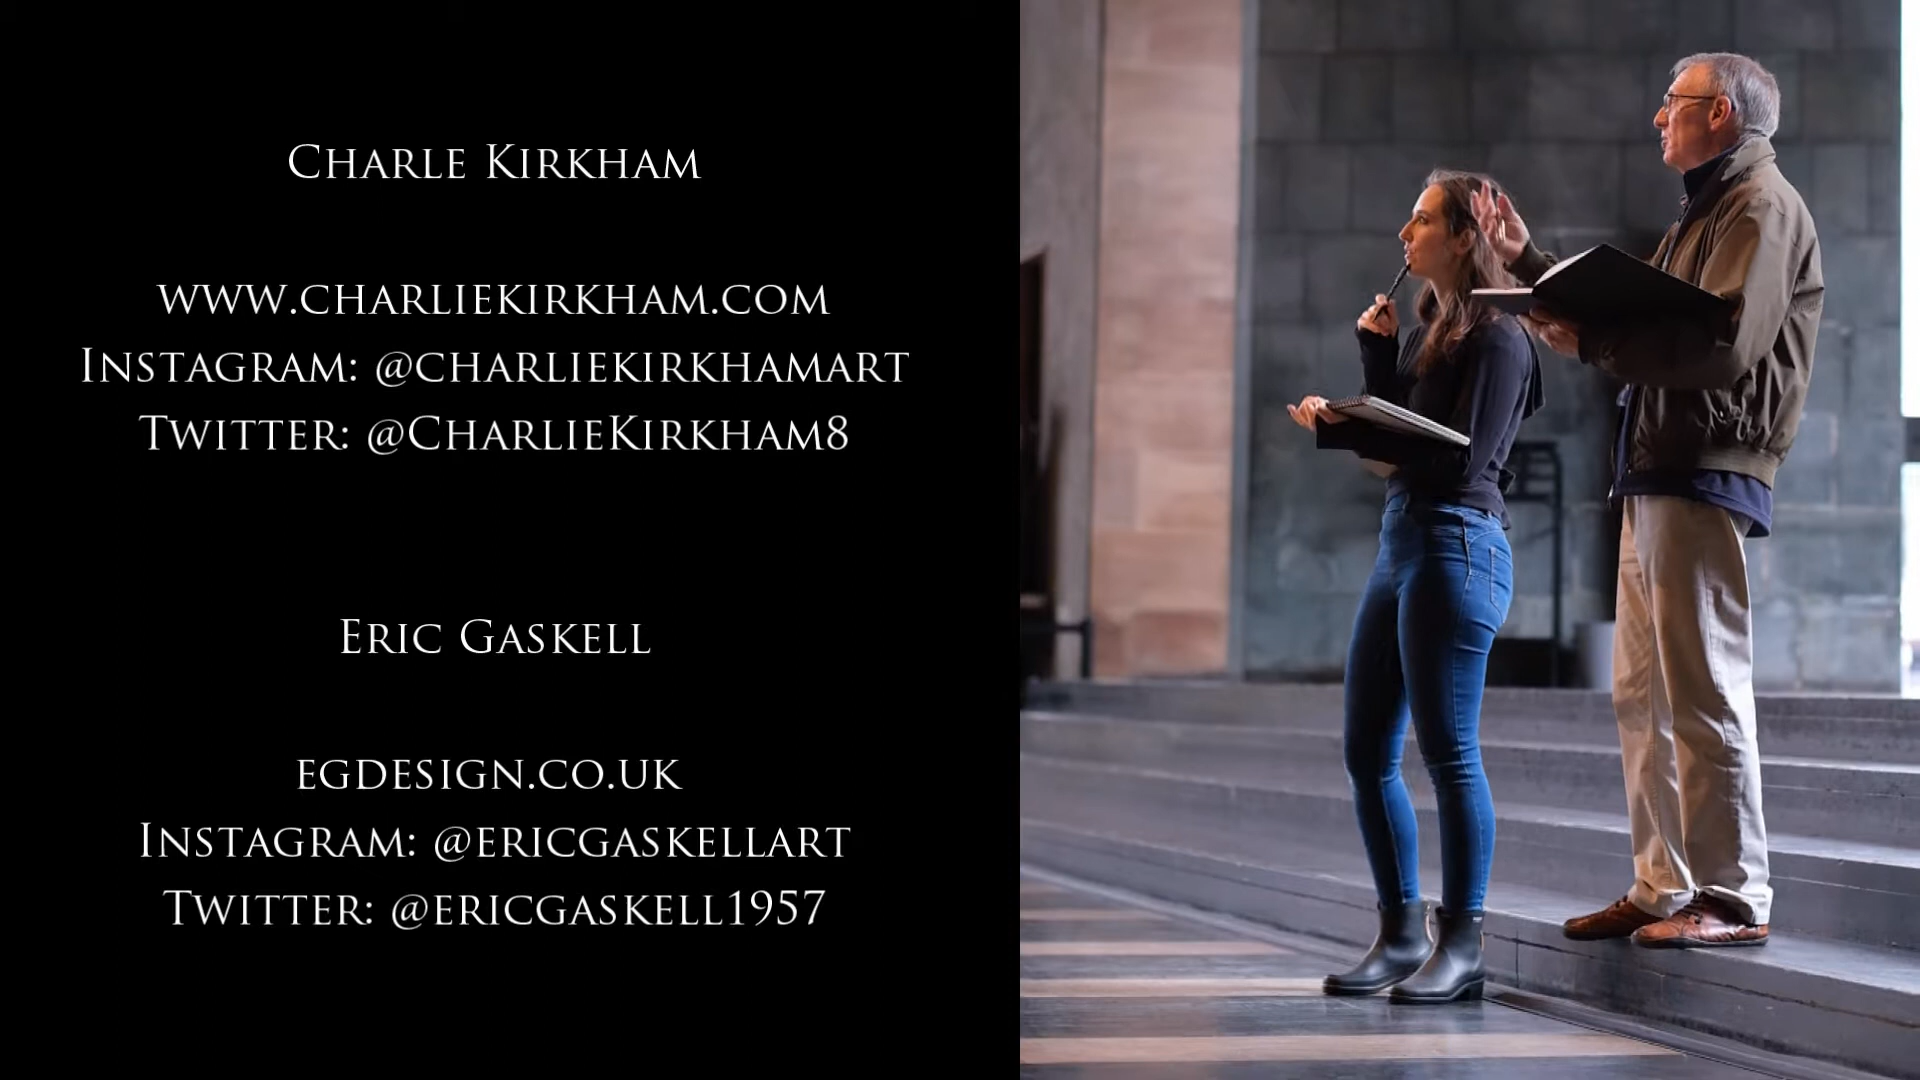 Charle Kirkham
www.charliekirkham.com
Instagram: @charliekirkhamart
Twitter: @CharlieKirkham8
Eric Gaskell
egdesign.co.uk
Instagram: @ericgaskellart
Twitter: @ericgaskell1957